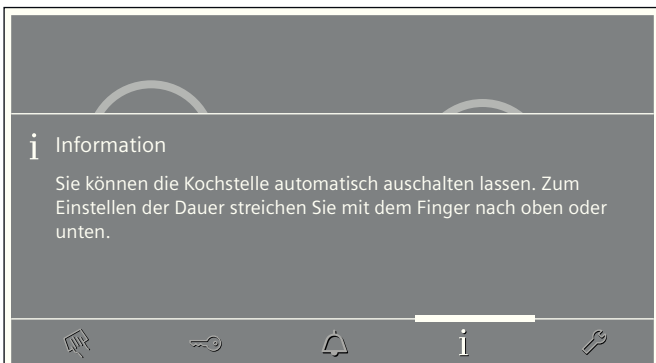 i Information
Sie können die Kochstelle automatisch auschalten lassen. Zum
Einstellen der Dauer streichen Sie mit dem Finger nach oben oder
unten.
i